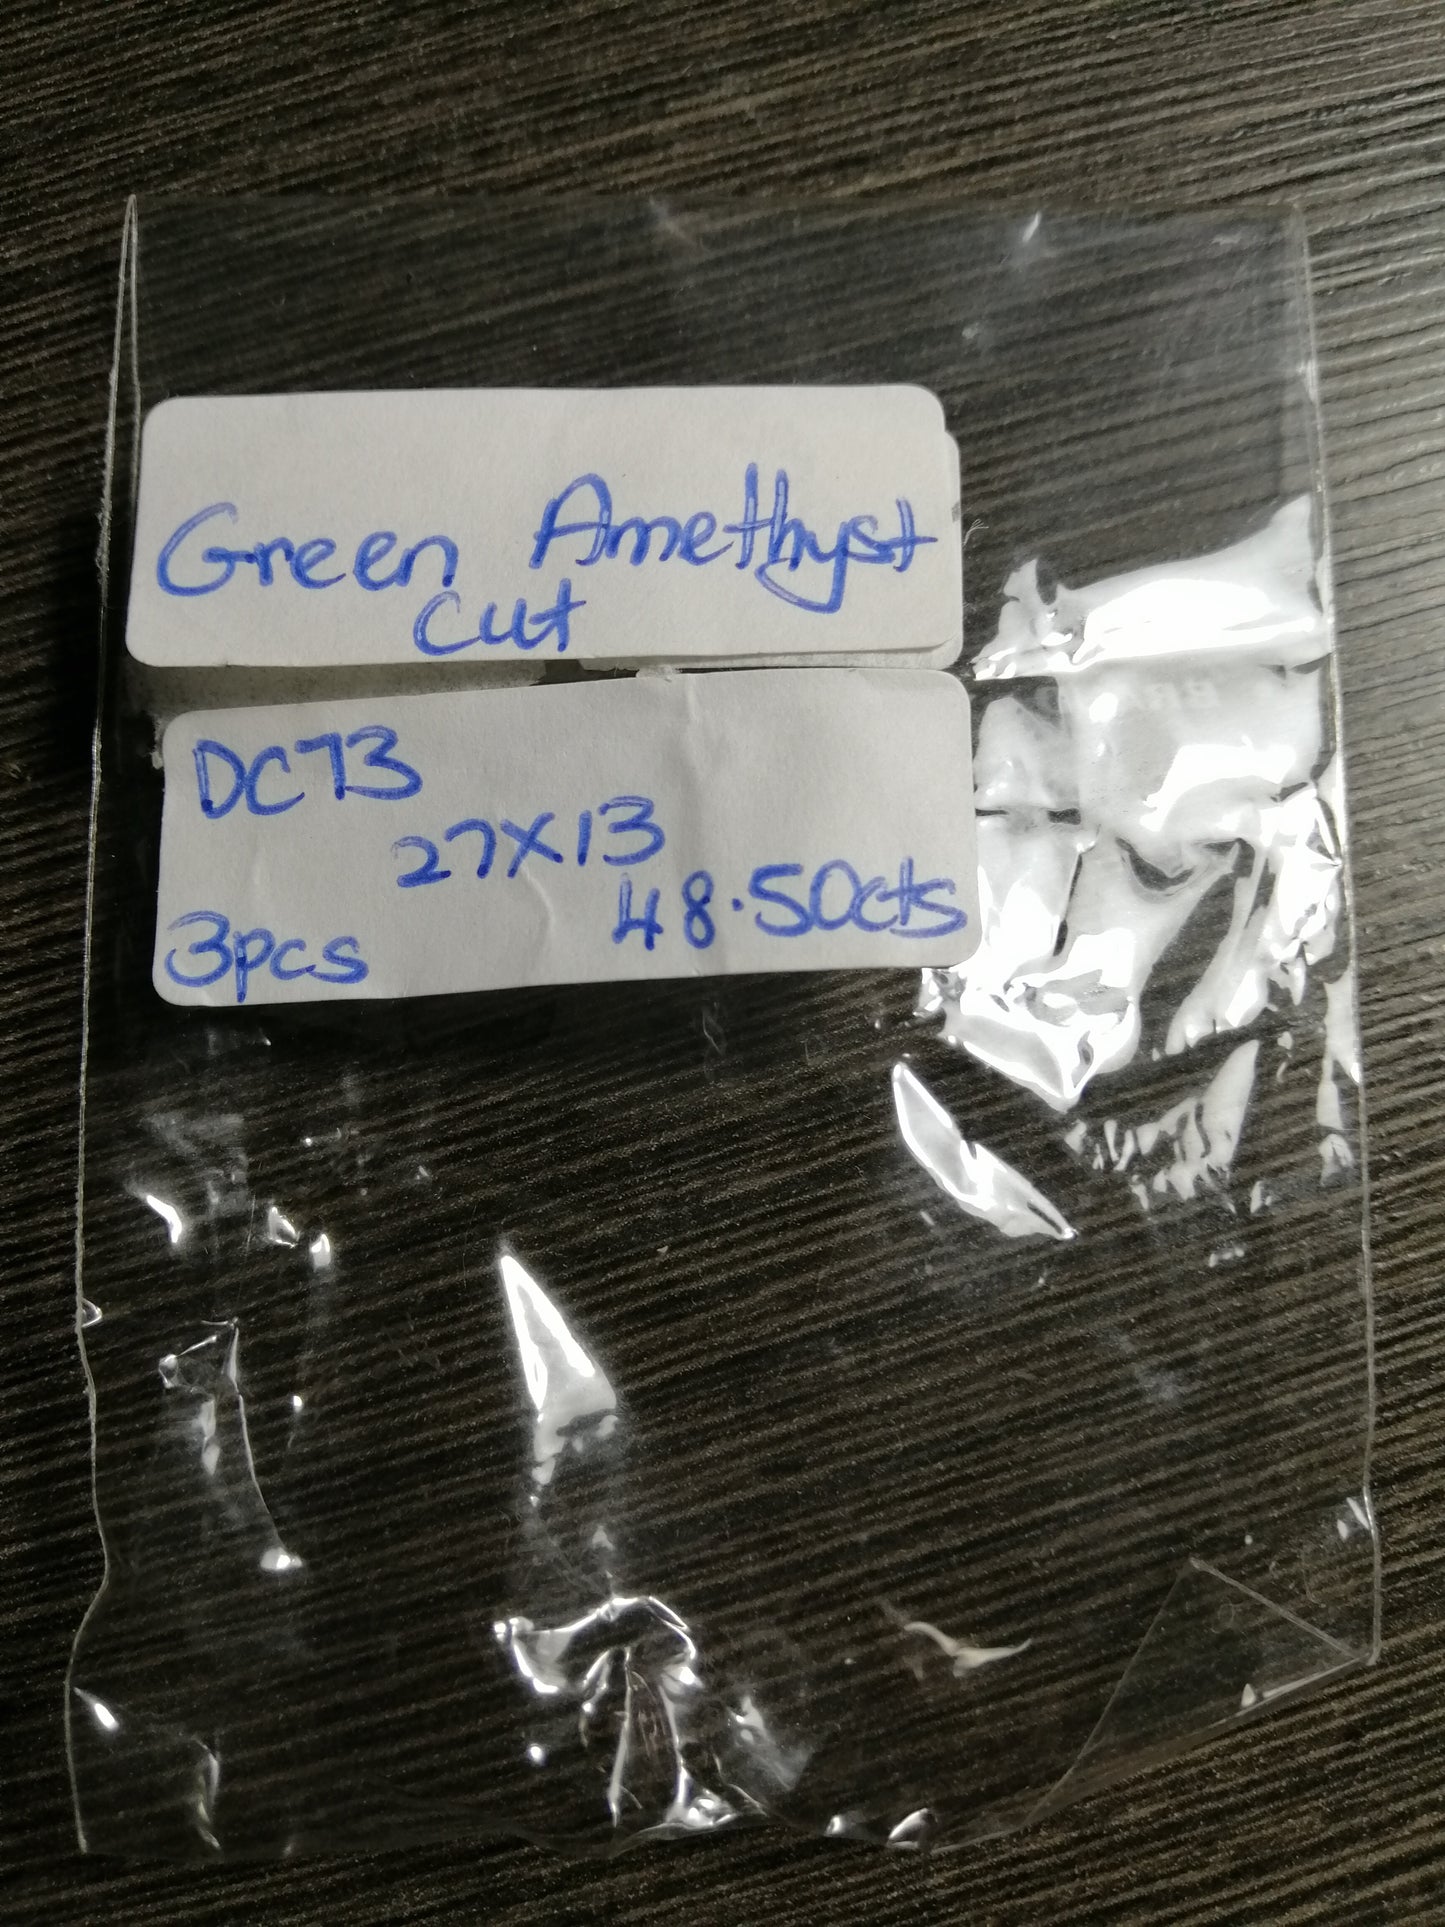 Green Amethyst
cut
DC73
27X13
48.50cts
3pcs